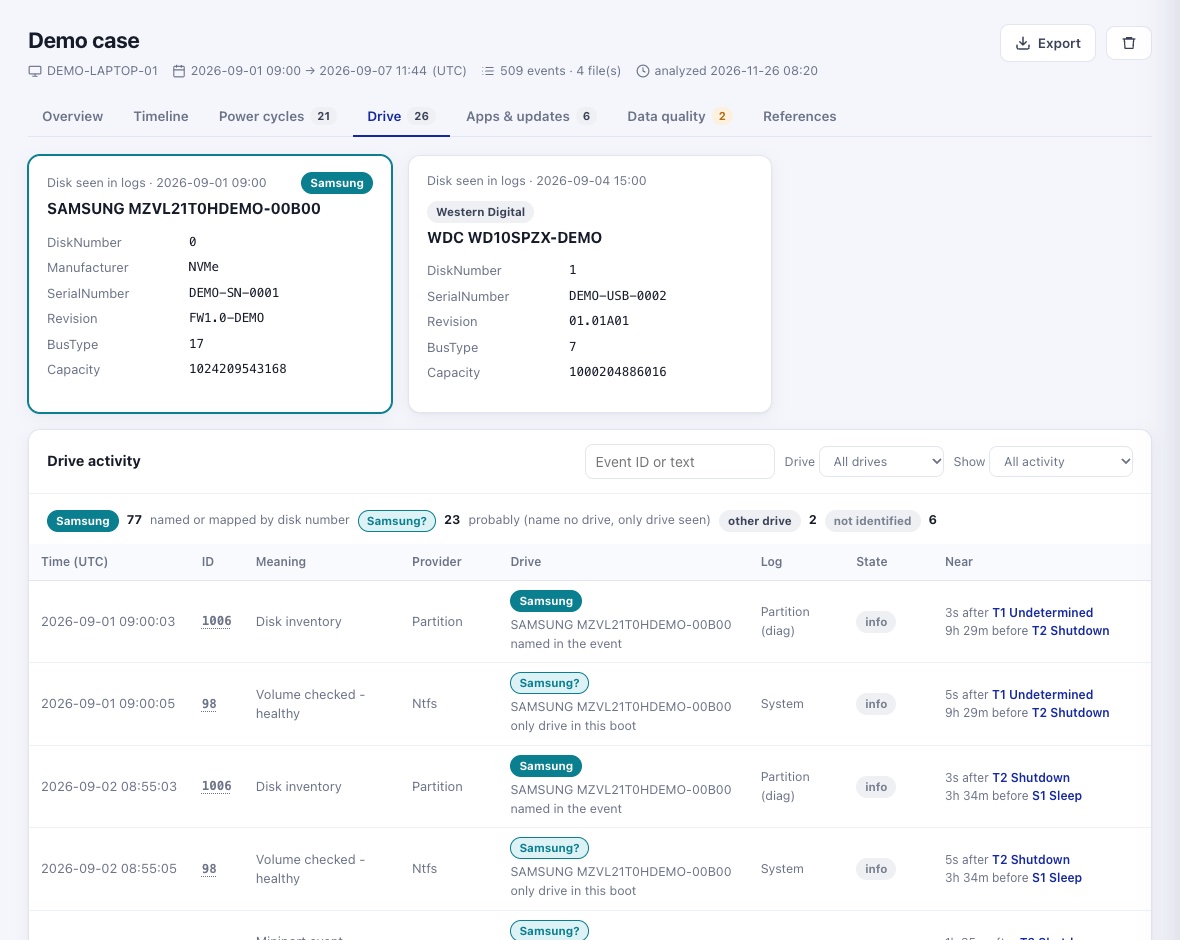 Demo case
Export
DEMO-LAPTOP-01 2026-09-01 09:00 → 2026-09-07 11:44 (UTC) 509 events · 4 file(s) analyzed 2026-11-26 08:20
Overview Timeline Power cycles 21 Drive 26 Apps & updates 6 Data quality 2 References
Disk seen in logs · 2026-09-01 09:00 Samsung
SAMSUNG MZVL21T0HDEMO-00B00
DiskNumber 0
Manufacturer NVMe
SerialNumber DEMO-SN-0001
Revision FW1.0-DEMO
BusType 17
Capacity 1024209543168
Disk seen in logs · 2026-09-04 15:00
Western Digital
WDC WD10SPZX-DEMO
DiskNumber 1
SerialNumber DEMO-USB-0002
Revision 01.01A01
BusType 7
Capacity 1000204886016
Drive activity Event ID or text Drive All drives Show All activity
Samsung 77 named or mapped by disk number Samsung? 23 probably (name no drive, only drive seen) other drive 2 not identified 6
Time (UTC) ID Meaning Provider Drive Log State Near
2026-09-01 09:00:03 1006 Disk inventory Partition
Samsung
SAMSUNG MZVL21T0HDEMO-00B00
named in the event
Partition
(diag)
info
3s after T1 Undetermined
9h 29m before T2 Shutdown
2026-09-01 09:00:05 98
Volume checked -
healthy
Ntfs
Samsung?
SAMSUNG MZVL21T0HDEMO-00B00
only drive in this boot
System
info
5s after T1 Undetermined
9h 29m before T2 Shutdown
2026-09-02 08:55:03 1006 Disk inventory Partition
Samsung
SAMSUNG MZVL21T0HDEMO-00B00
named in the event
Partition
(diag)
info
3s after T2 Shutdown
3h 34m before S1 Sleep
2026-09-02 08:55:05 98
Volume checked -
healthy
Ntfs
Samsung?
SAMSUNG MZVL21T0HDEMO-00B00
only drive in this boot
System
info
5s after T2 Shutdown
3h 34m before S1 Sleep
Samsung?